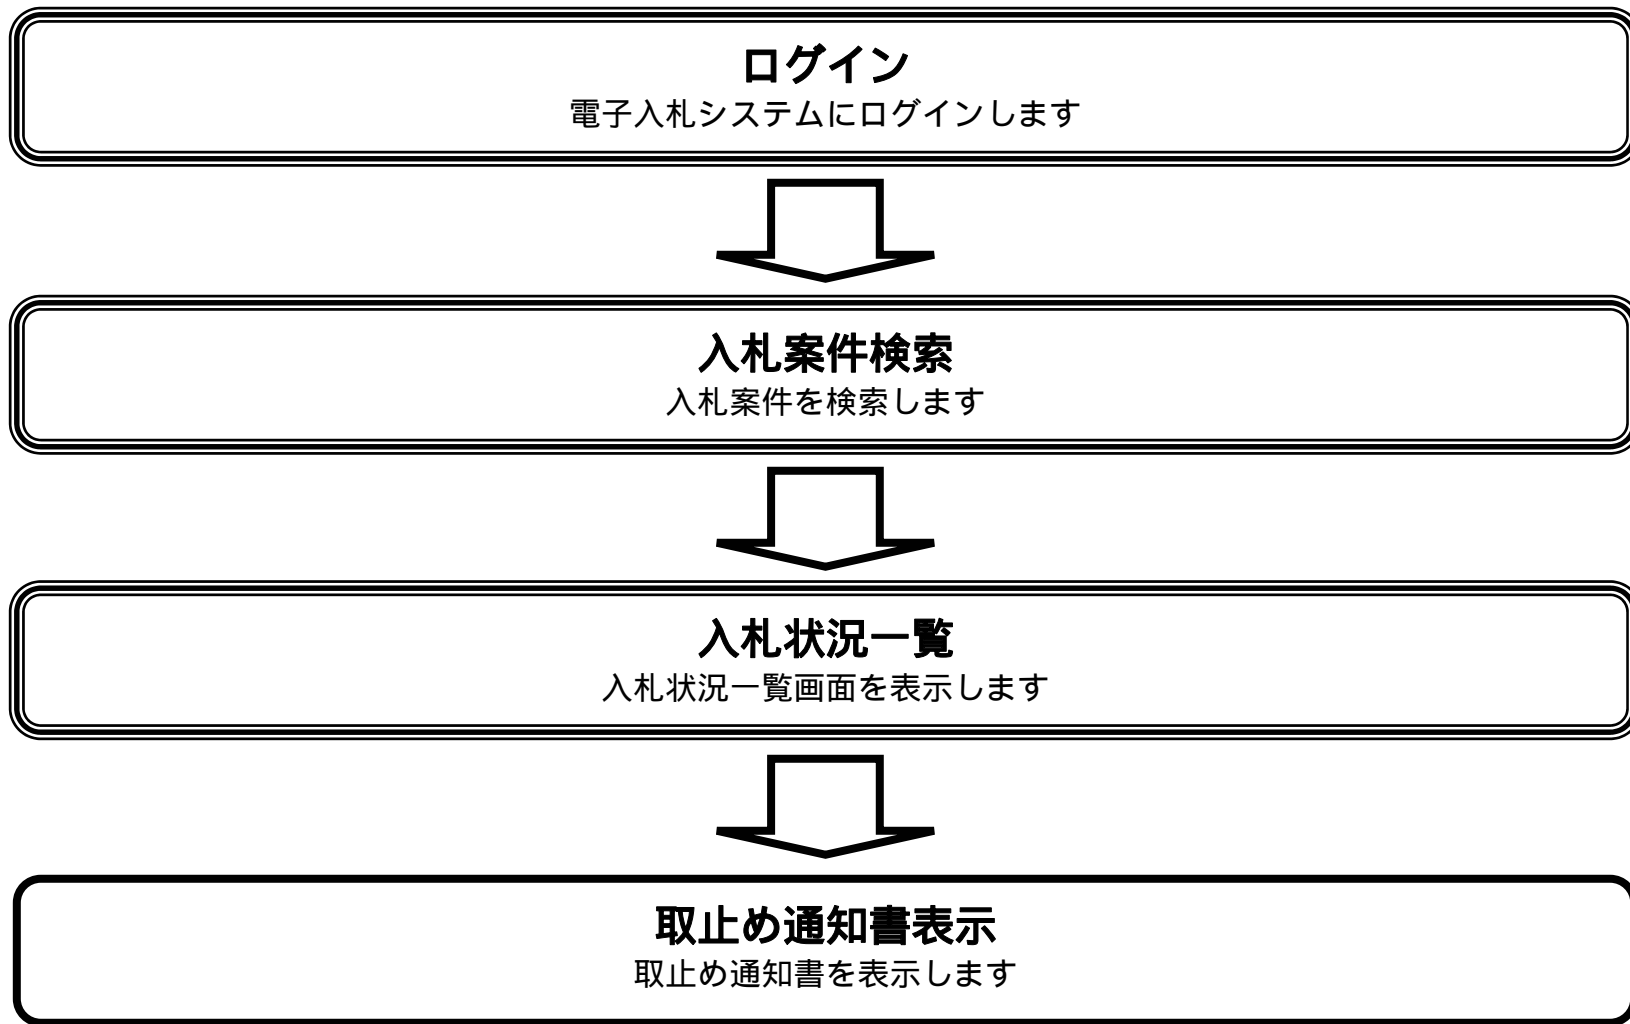 ログイン
電子入札システムにログインします
入札案件検索
入札案件を検索します
入札状況一覧
入札状況一覧画面を表示します
取止め通知書表示
取止め通知書を表示します